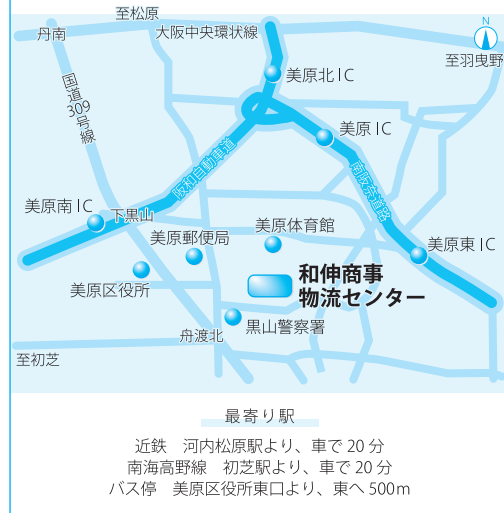 至松原
丹南
大阪中央環状線
N
至羽曳野
美原北IC
国道309号線
美原IC
阪和自動車道
南阪奈道路
美原南IC
下黒山
美原体育館
美原郵便局
美原東IC
和伸商事
物流センター
美原区役所
黒山警察署
舟渡北
至初芝
最寄り駅
近鉄　河内松原駅より、車で20分
南海高野線　初芝駅より、車で20分
バス停　美原区役所東口より、東へ500m